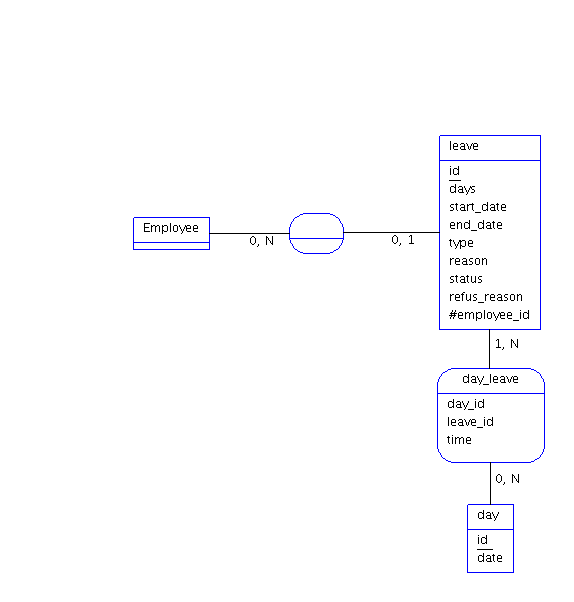 leave
id
days
start_date
end_date
type
reason
status
refus_reason
#employee_id
Employee
0, N
0, 1
1, N
day_leave
day_id
leave_id
time
0, N
day
id
date